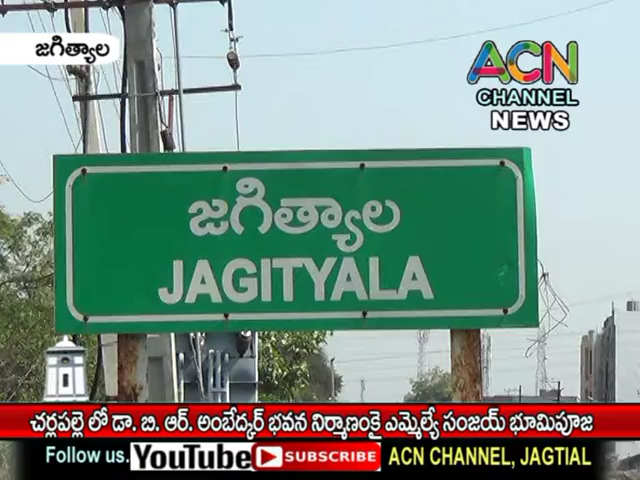 జగిత్యాల
ACN
CHANNEL
NEWS
జగిత్యాల
JAGITYALA
చర్లపల్లె లో డా. బి. ఆర్. అంబేద్కర్ భవన నిర్మాణంకై ఎమ్మెల్యే సంజయ్ భూమిపూజ
Follow us. YouTube SUBSCRIBE ACN CHANNEL, JAGTIAL